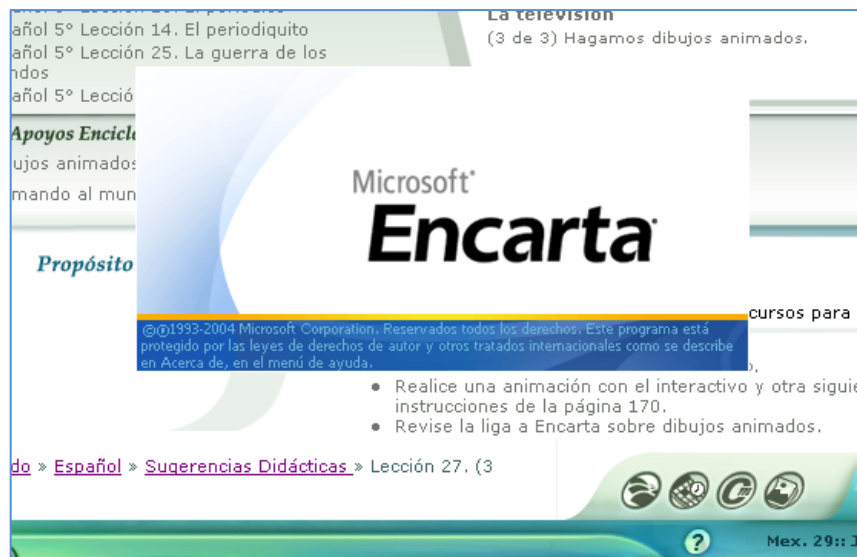 añol 5° Lección 14. El periodiquito
añol 5° Lección 25. La guerra de los
ndos
añol 5° Lecció
La television
(3 de 3) Hagamos dibujos animados.
Apoyos Encicl
ujos animados
mando al mun
Microsoft
Encarta
Propósito
cursos para
©℗1993-2004 Microsoft Corporation. Reservados todos los derechos. Este programa está
protegido por las leyes de derechos de autor y otros tratados internacionales como se describe
en Acerca de, en el menú de ayuda.
Realice una animación con el interactivo y otra siguie
instrucciones de la página 170.
Revise la liga a Encarta sobre dibujos animados.
do » Español » Sugerencias Didácticas » Lección 27. (3
Mex. 29::